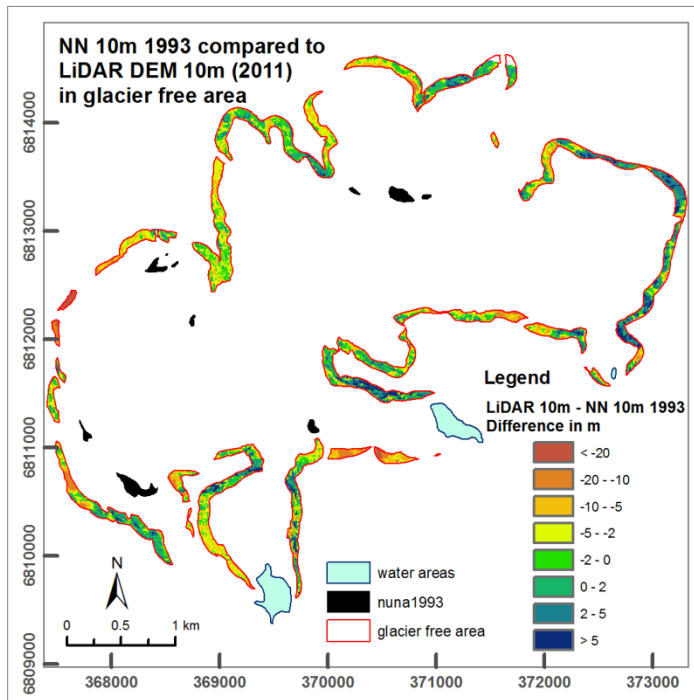 NN 10m 1993 compared to
LiDAR DEM 10m (2011)
in glacier free area
6814000
6813000
6812000
6811000
6810000
6809000
Legend
LiDAR 10m - NN 10m 1993
Difference in m
< -20
-20 - -10
-10 - -5
-5 - -2
-2 - 0
0 - 2
2 - 5
> 5
water areas
nuna1993
glacier free area
N
0 0.5 1 km
368000 369000 370000 371000 372000 373000